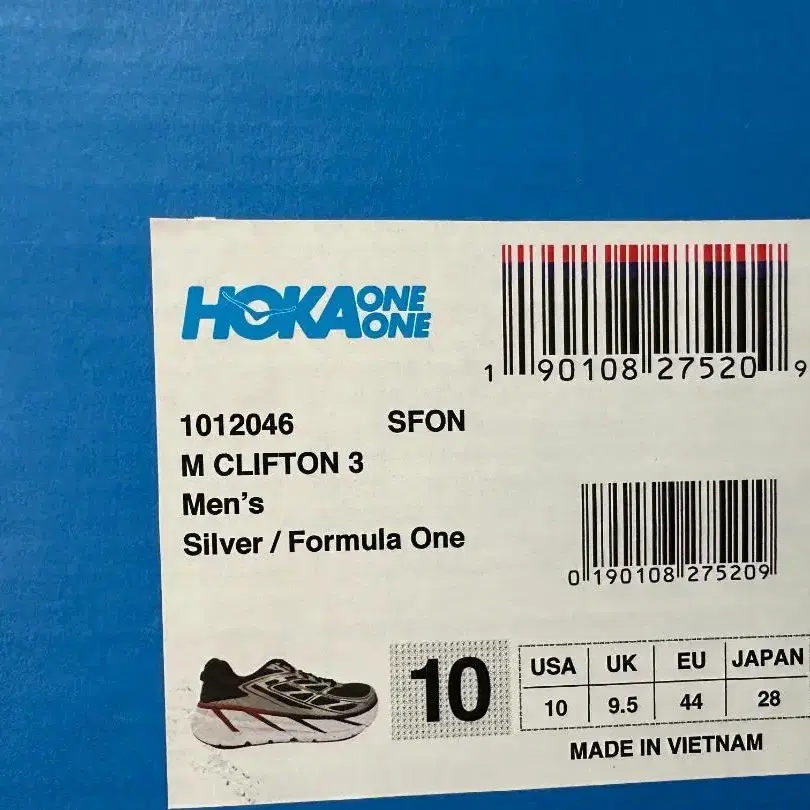 HOKA ONE ONE
1 90108 27520 9
1012046 SFON
M CLIFTON 3
Men's
Silver / Formula One
0 190108 275209
10
USA UK EU JAPAN
10 9.5 44 28
MADE IN VIETNAM